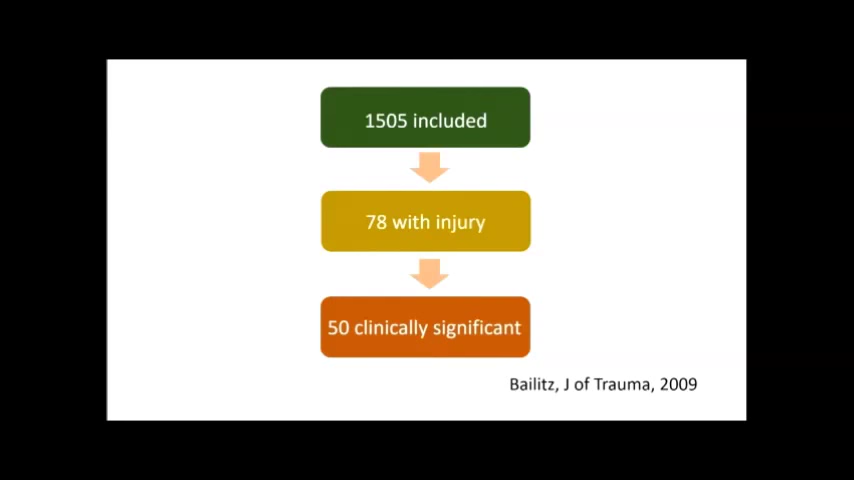 1505 included
78 with injury
50 clinically significant
Bailitz, J of Trauma, 2009